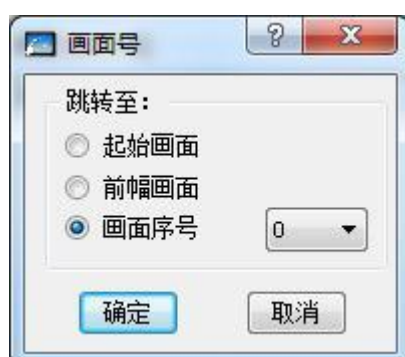 画面号
跳转至:
起始画面
前幅画面
画面序号 0
确定 取消